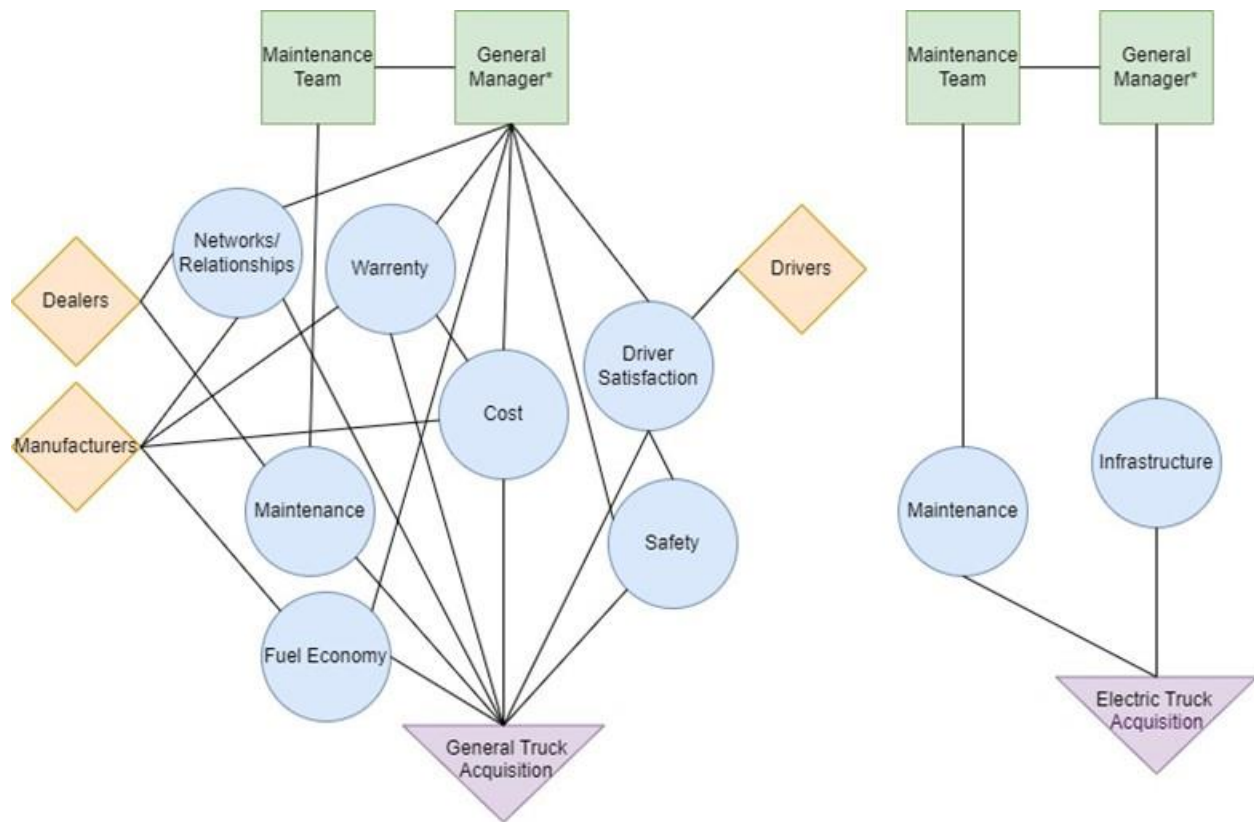 Maintenance
Team
General
Manager*
Maintenance
Team
General
Manager*
Networks/
Relationships
Warrenty
Drivers
Dealers
Driver
Satisfaction
Cost
Manufacturers
Infrastructure
Maintenance
Maintenance
Safety
Fuel Economy
Electric Truck
Acquisition
General Truck
Acquisition